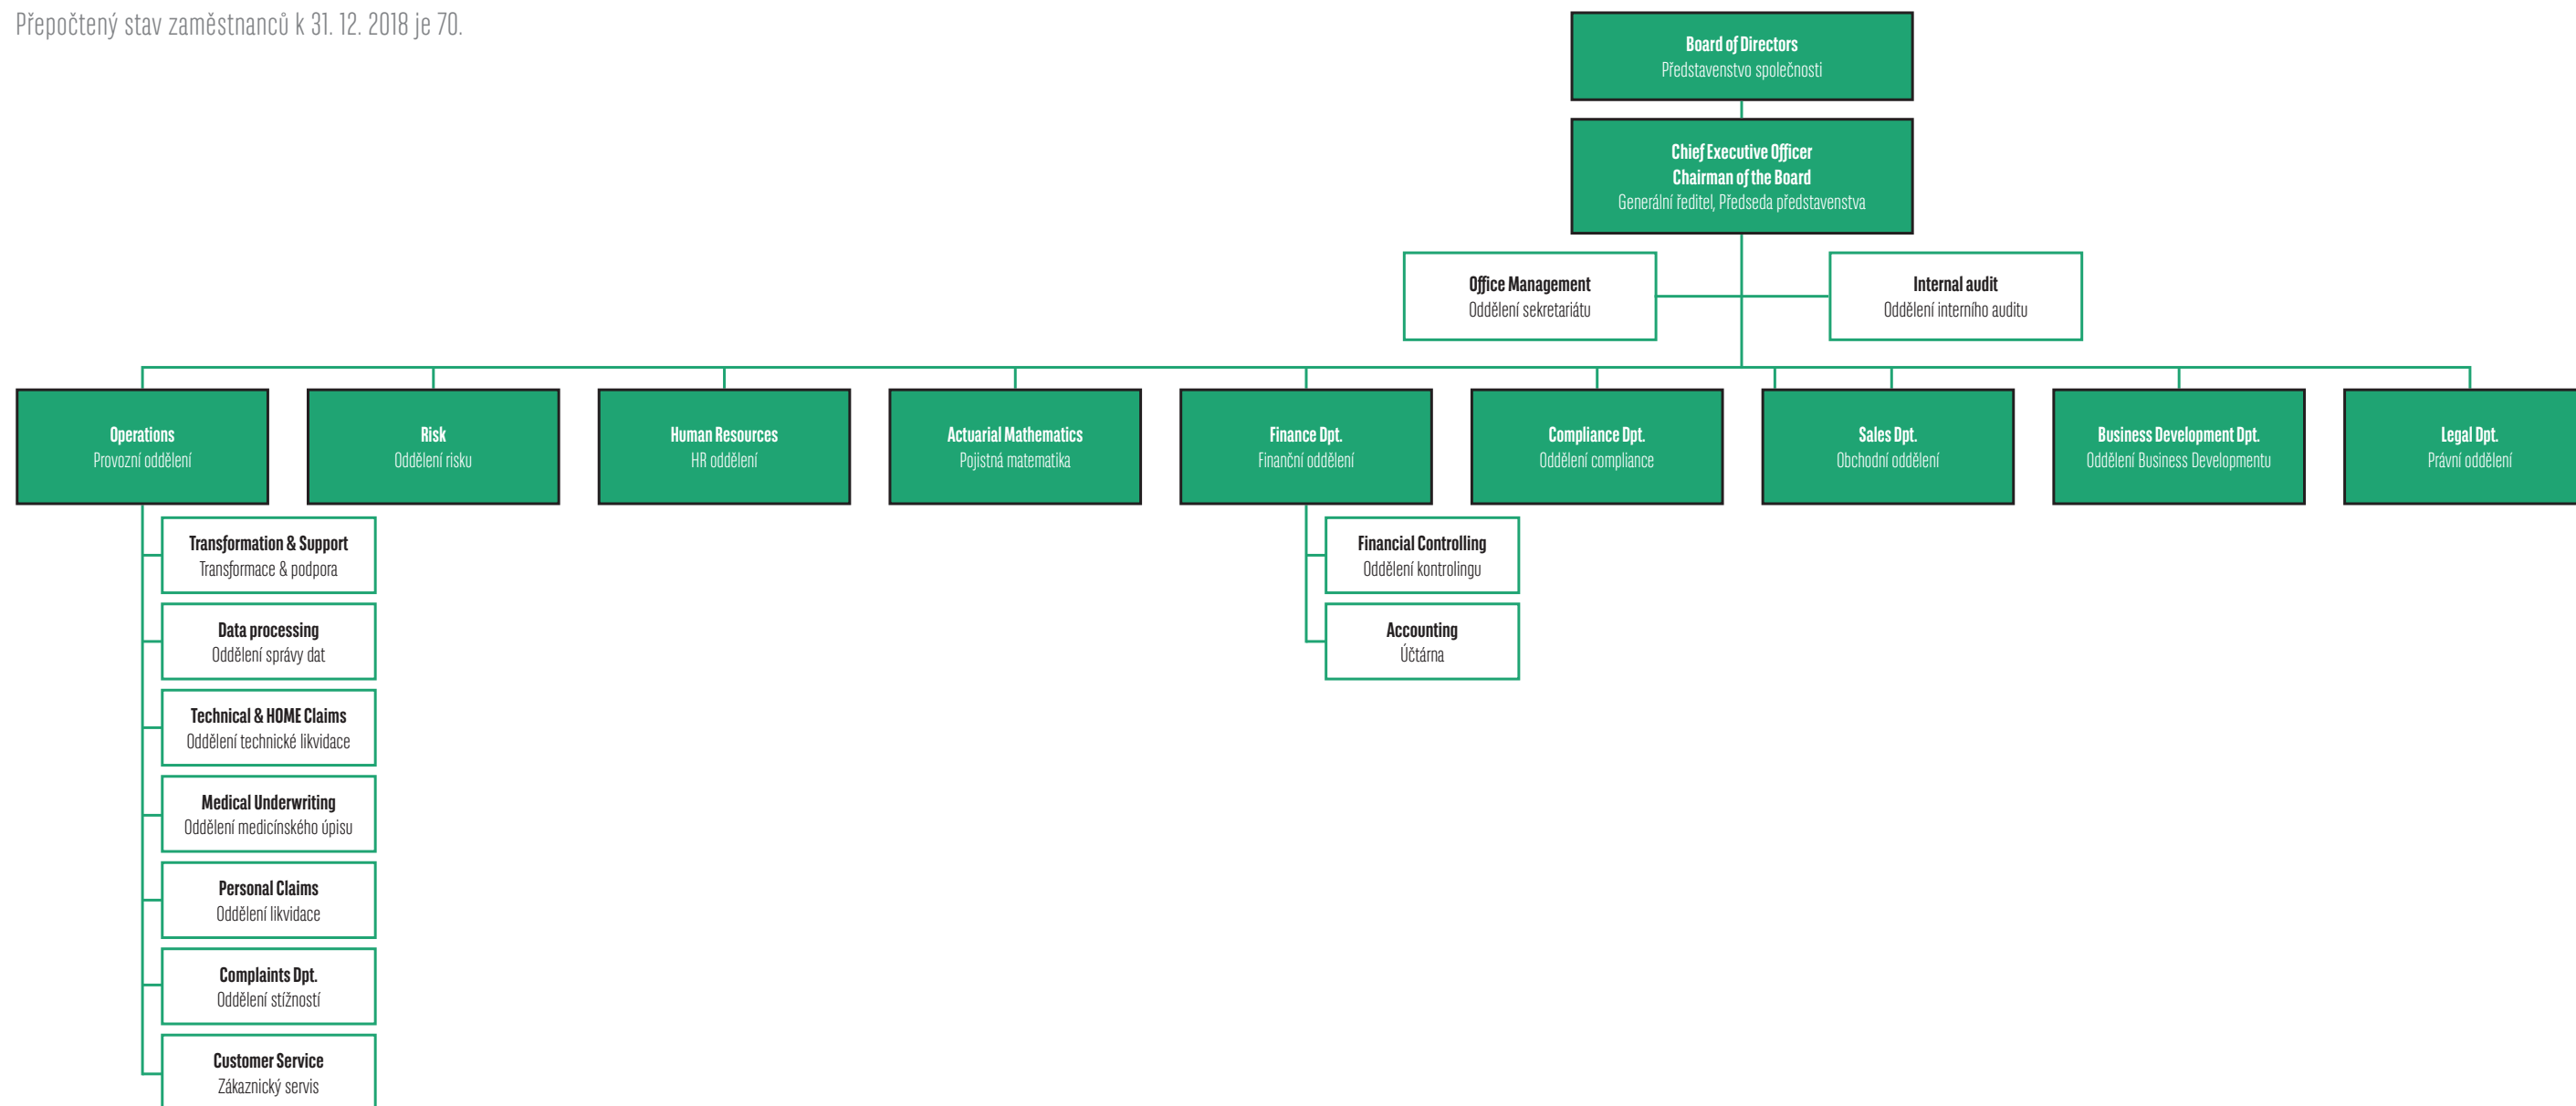 Přepočtený stav zaměstnanců k 31. 12. 2018 je 70.
Board of Directors
Představenstvo společnosti
Chief Executive Officer
Chairman of the Board
Generální ředitel, Předseda představenstva
Office Management
Oddělení sekretariátu
Internal audit
Oddělení interního auditu
Operations
Provozní oddělení
Risk
Oddělení risku
Human Resources
HR oddělení
Actuarial Mathematics
Pojistná matematika
Finance Dpt.
Finanční oddělení
Compliance Dpt.
Oddělení compliance
Sales Dpt.
Obchodní oddělení
Business Development Dpt.
Oddělení Business Developmentu
Legal Dpt.
Právní oddělení
Transformation & Support
Transformace & podpora
Data processing
Oddělení správy dat
Technical & HOME Claims
Oddělení technické likvidace
Medical Underwriting
Oddělení medicínského úpisu
Personal Claims
Oddělení likvidace
Complaints Dpt.
Oddělení stížností
Customer Service
Zákaznický servis
Financial Controlling
Oddělení kontrolingu
Accounting
Účtárna